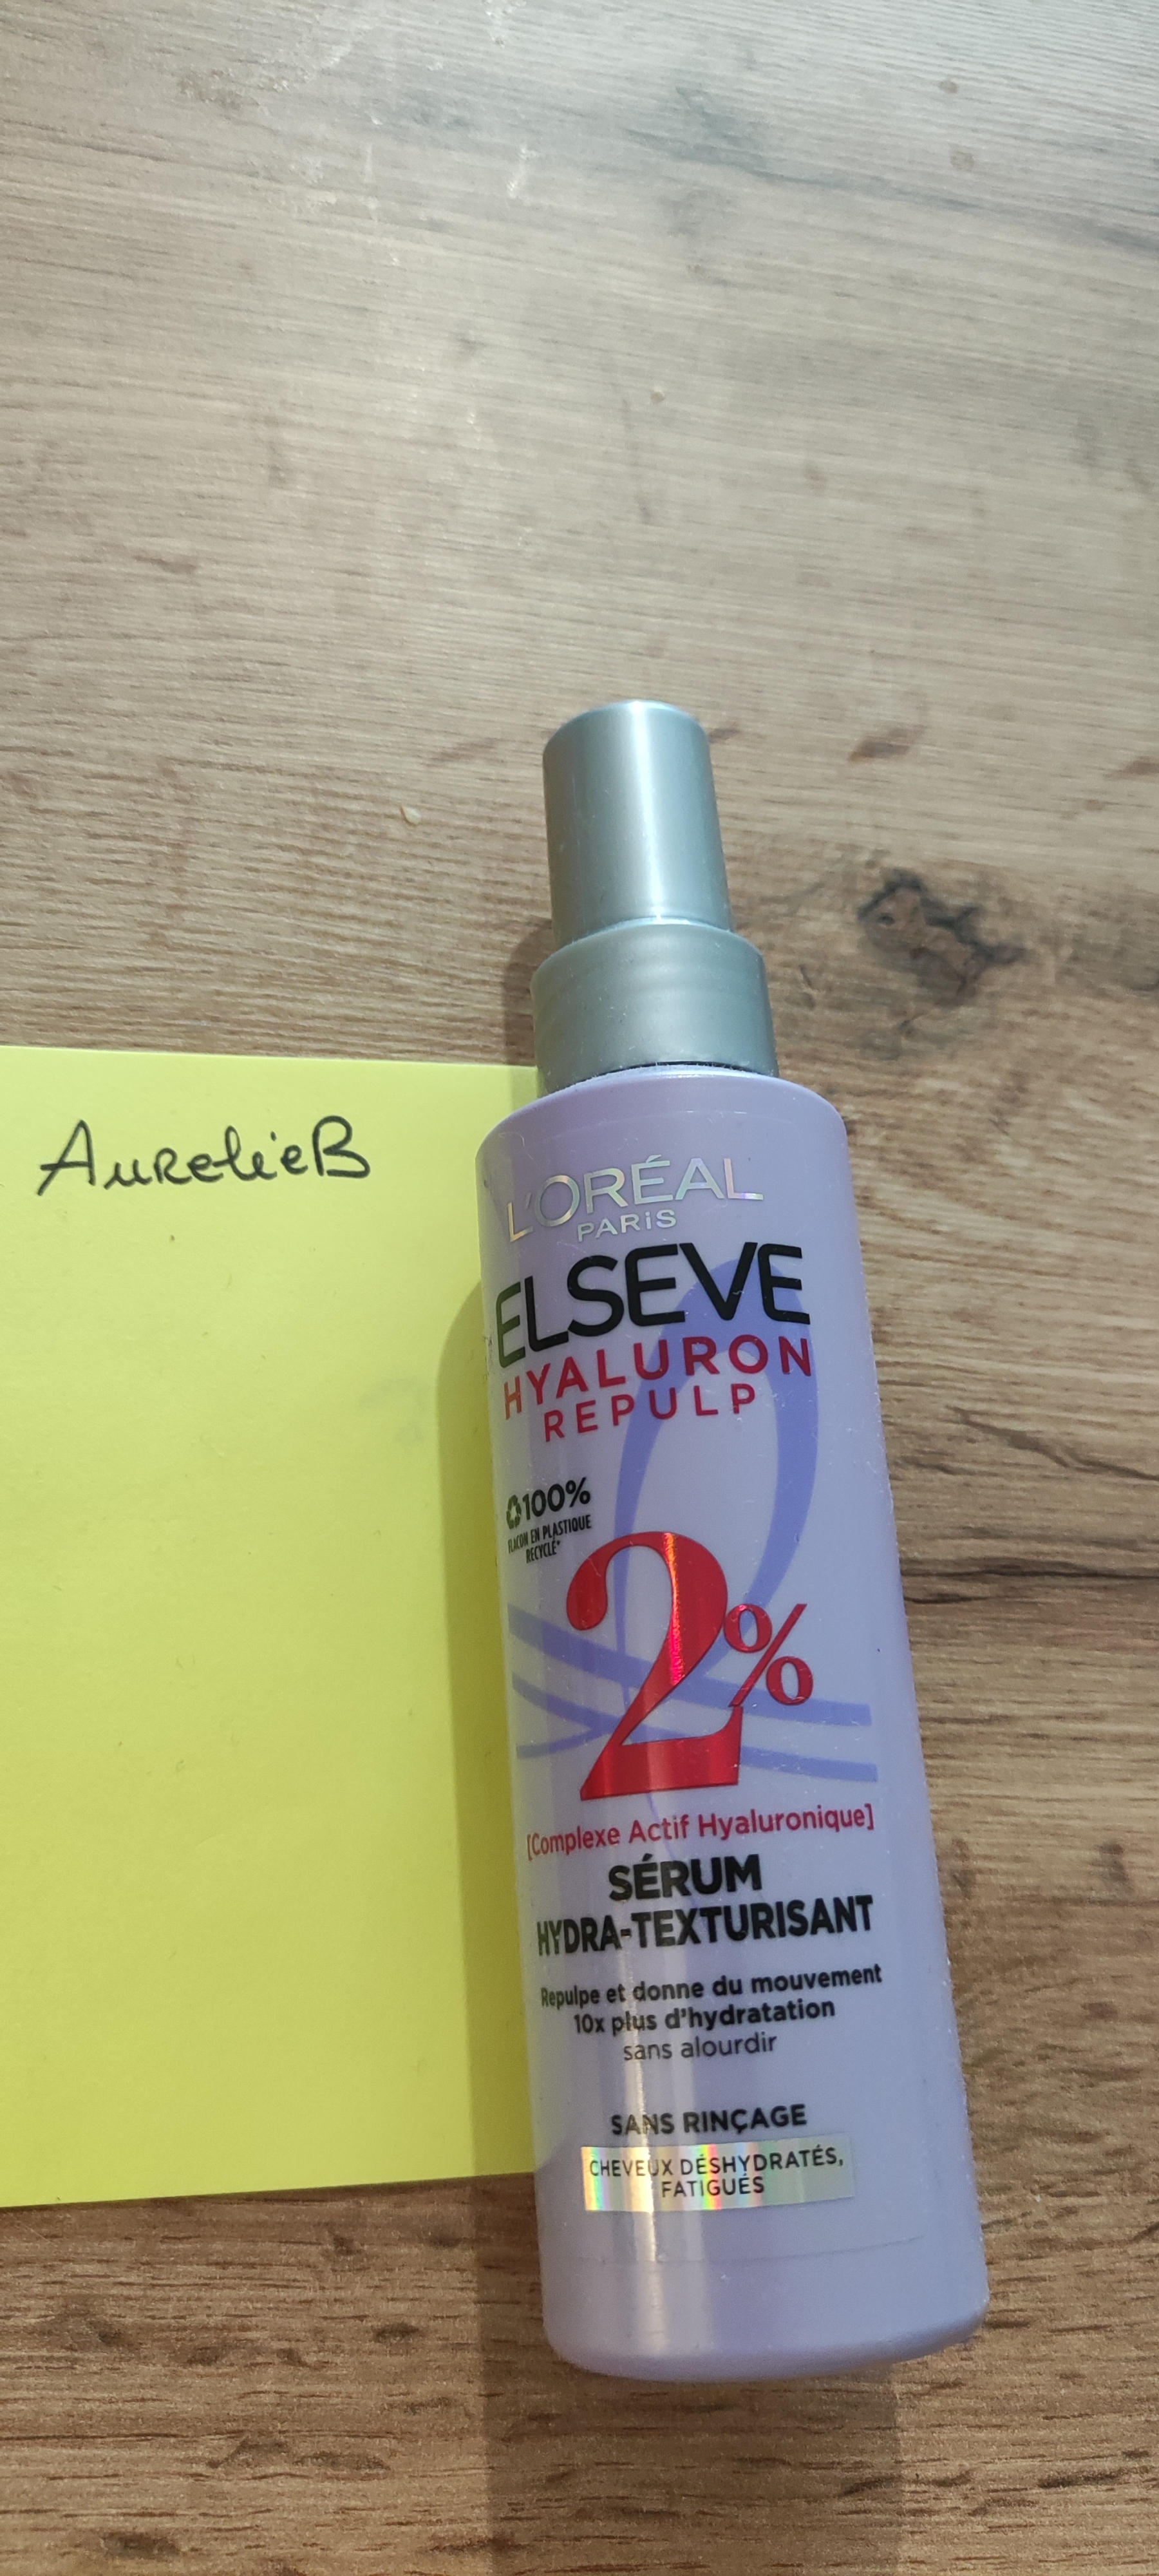 AurelieB
L'ORÉAL
PARiS
ELSEVE
HYALURON
REPULP
100%
FLACON EN PLASTIQUE
RECYCLÉ*
2%
[Complexe Actif Hyaluronique]
SÉRUM
HYDRA-TEXTURISANT
Repulpe et donne du mouvement
10x plus d'hydratation
sans alourdir
SANS RINÇAGE
CHEVEUX DÉSHYDRATÉS,
FATIGUÉS